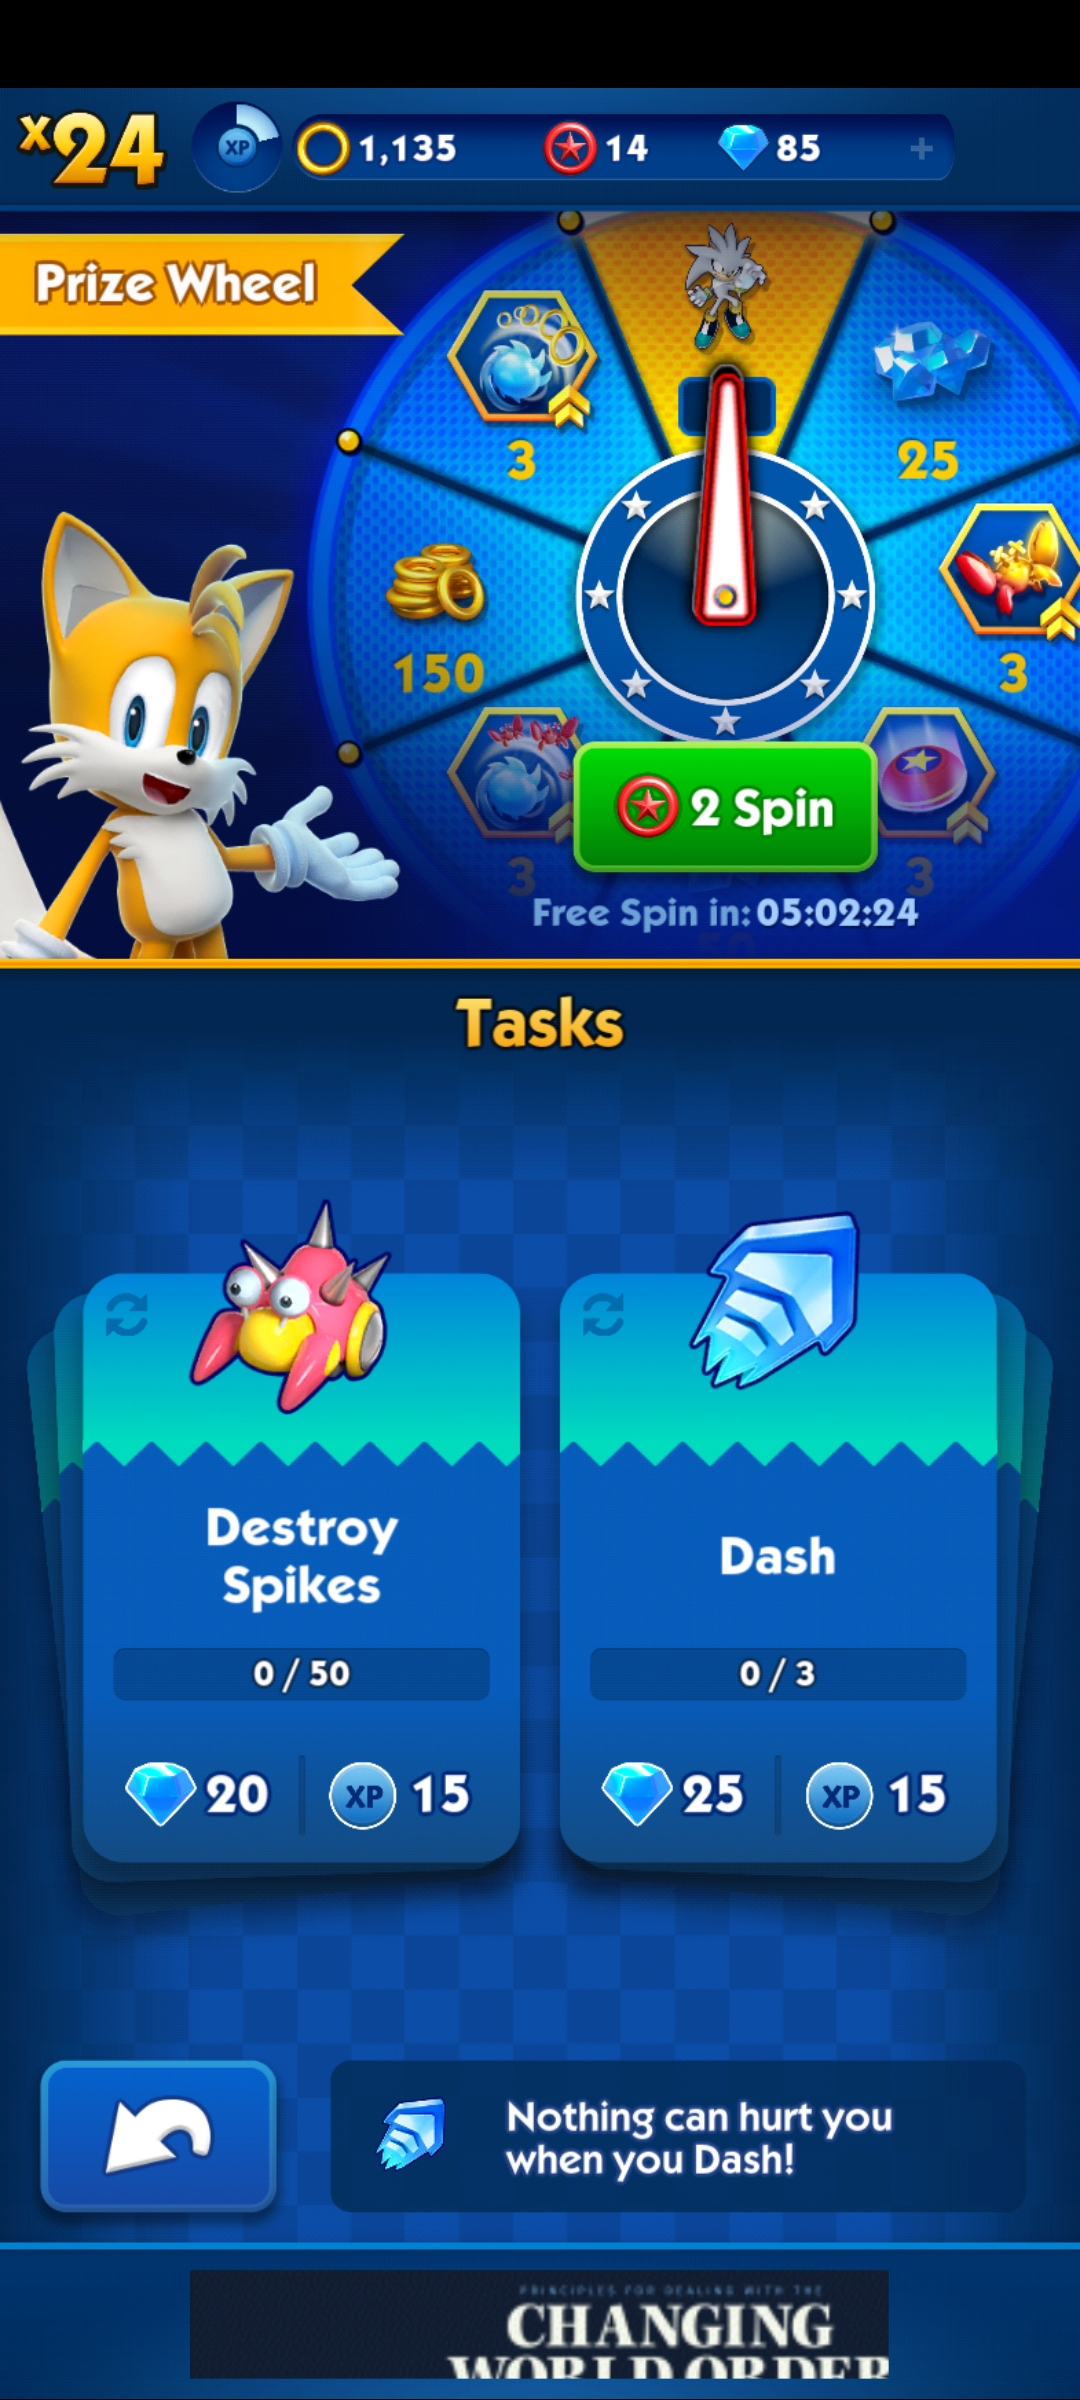 x24
XP
1,135
14
85
+
Prize Wheel
3
25
150
3
3
3
2 Spin
Free Spin in: 05:02:24
Tasks
Destroy
Spikes
0 / 50
20
XP
15
Dash
0 / 3
25
XP
15
Nothing can hurt you
when you Dash!
PRINCIPLES FOR DEALING WITH THE
CHANGING
WORLD ORDER